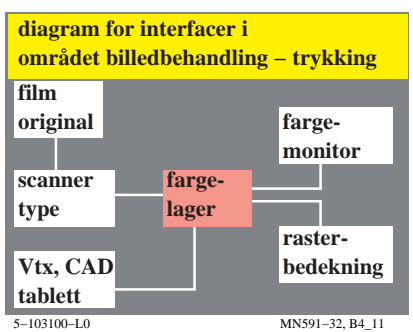 diagram for interfacer i
området billedbehandling – trykking
film
original
farge-
monitor
scanner
type
farge-
lager
raster-
bedekning
Vtx, CAD
tablett
5–103100–L0
MN591–32, B4_11